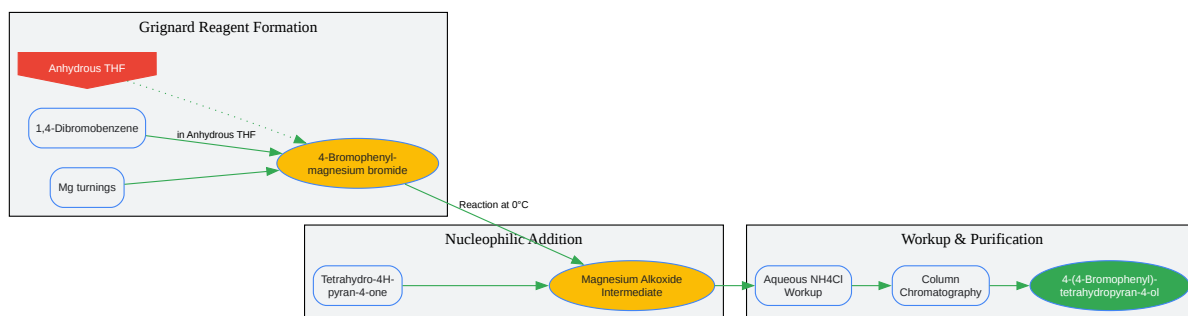 Grignard Reagent Formation
Anhydrous THF
1,4-Dibromobenzene
in Anhydrous THF
4-Bromophenyl-
magnesium bromide
Mg turnings
Reaction at 0°C
Nucleophilic Addition
Tetrahydro-4H-
pyran-4-one
Magnesium Alkoxide
Intermediate
Workup & Purification
Aqueous NH4Cl
Workup
Column
Chromatography
4-(4-Bromophenyl)-
tetrahydropyran-4-ol